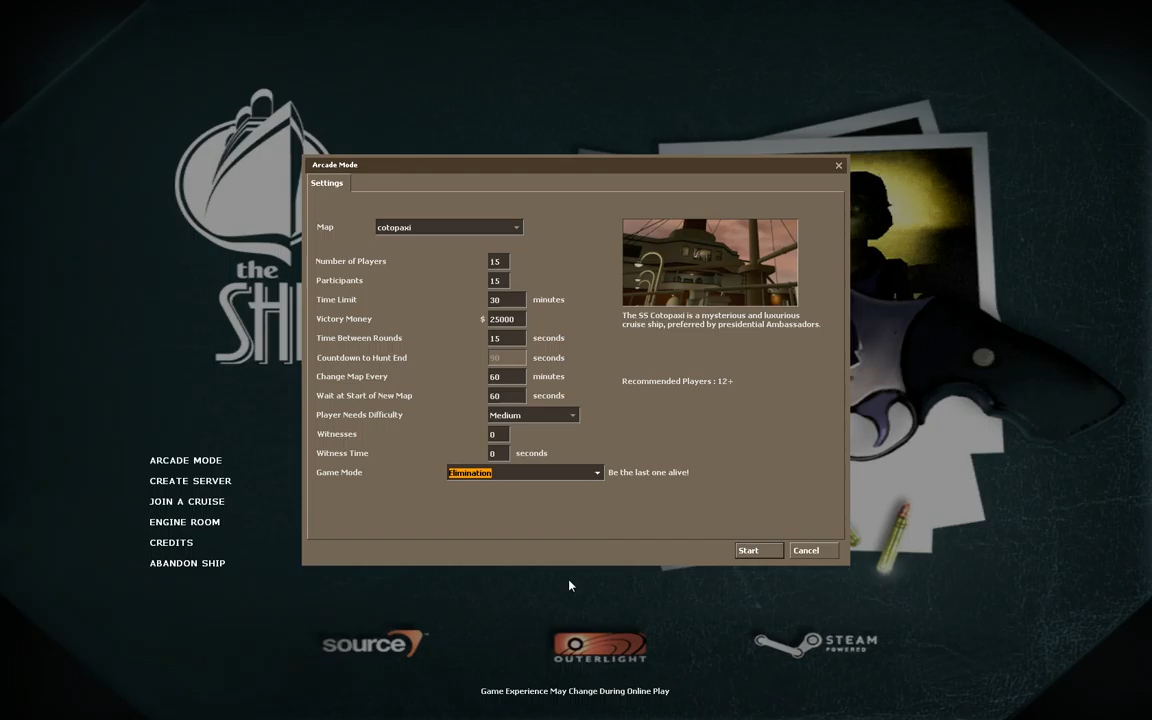 the
SHI
Arcade Mode
Settings
Map cotopaxi
Number of Players 15
Participants 15
Time Limit 30 minutes
Victory Money $ 25000
Time Between Rounds 15 seconds
Countdown to Hunt End 90 seconds
Change Map Every 60 minutes
Wait at Start of New Map 60 seconds
Player Needs Difficulty Medium
Witnesses 0
Witness Time 0 seconds
Game Mode Elimination Be the last one alive!
The SS Cotopaxi is a mysterious and luxurious
cruise ship, preferred by presidential Ambassadors.
Recommended Players : 12+
Start Cancel
ARCADE MODE
CREATE SERVER
JOIN A CRUISE
ENGINE ROOM
CREDITS
ABANDON SHIP
source
OUTERLIGHT
STEAM
POWERED
Game Experience May Change During Online Play